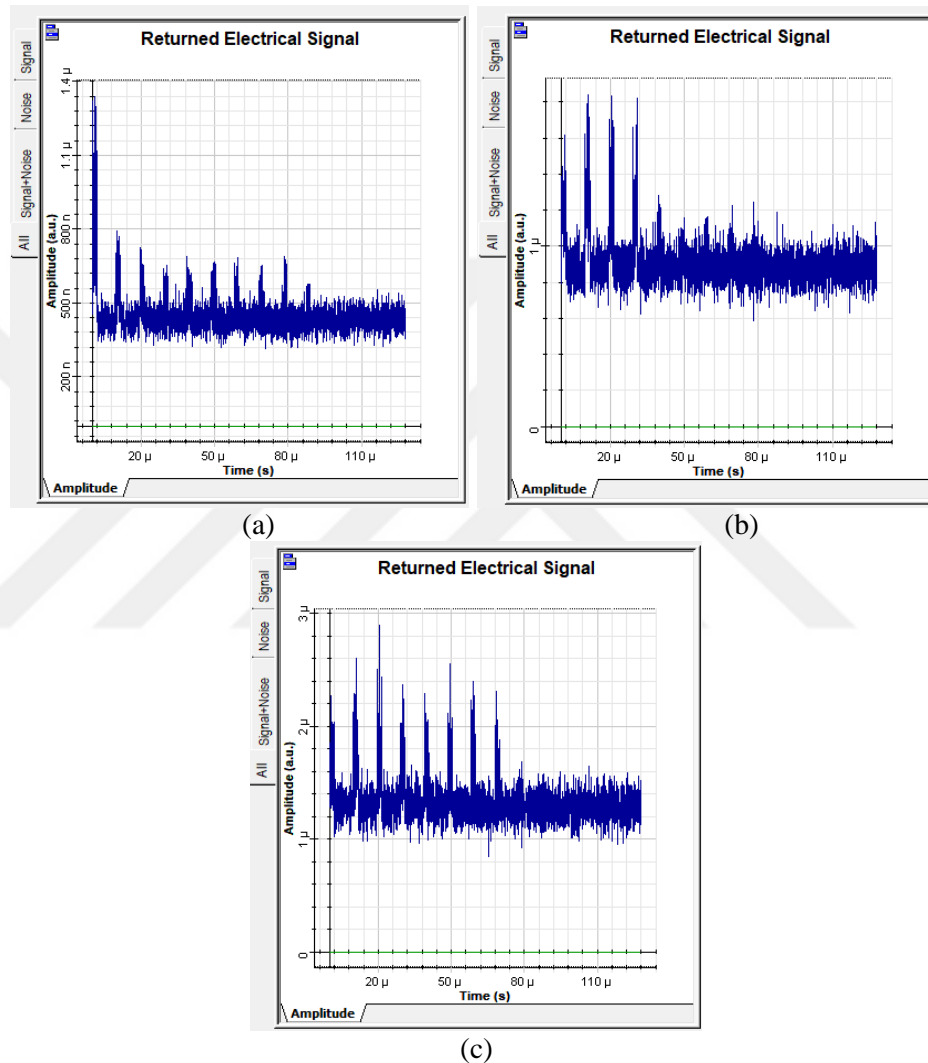 Returned Electrical Signal
Signal
Noise
Signal+Noise
All
Amplitude (a.u.)
1.4 µ
1.1 µ
800 n
500 n
200 n
20 µ 50 µ 80 µ 110 µ
Time (s)
Amplitude
(a)
Returned Electrical Signal
Signal
Noise
Signal+Noise
All
Amplitude (a.u.)
1 µ
0
20 µ 50 µ 80 µ 110 µ
Time (s)
Amplitude
(b)
Returned Electrical Signal
Signal
Noise
Signal+Noise
All
Amplitude (a.u.)
3 µ
2 µ
1 µ
0
20 µ 50 µ 80 µ 110 µ
Time (s)
Amplitude
(c)